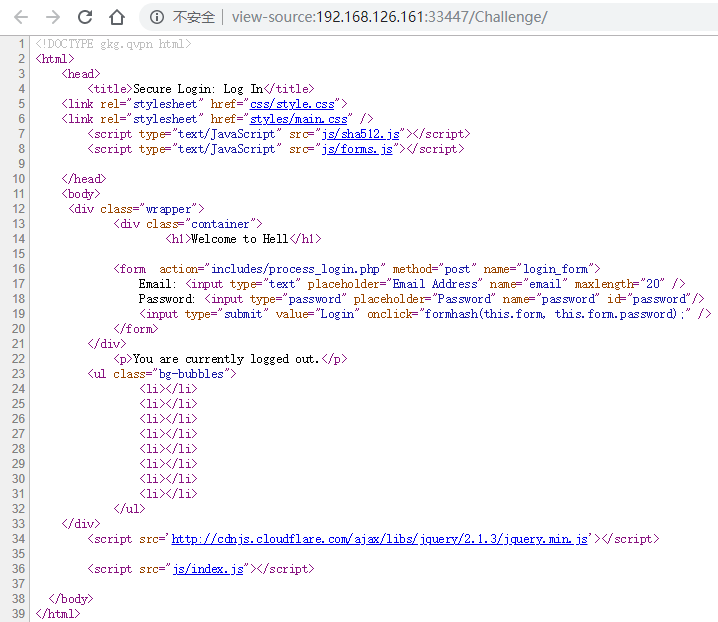 不安全 | view-source:192.168.126.161:33447/Challenge/
1 <!DOCTYPE gkg.qvpn html>
2 <html>
3 <head>
4 <title>Secure Login: Log In</title>
5 <link rel="stylesheet" href="css/style.css">
6 <link rel="stylesheet" href="styles/main.css" />
7 <script type="text/JavaScript" src="js/sha512.js"></script>
8 <script type="text/JavaScript" src="js/forms.js"></script>
9
10 </head>
11 <body>
12 <div class="wrapper">
13 <div class="container">
14 <h1>Welcome to Hell</h1>
15
16 <form  action="includes/process_login.php" method="post" name="login_form">
17 Email: <input type="text" placeholder="Email Address" name="email" maxlength="20" />
18 Password: <input type="password" placeholder="Password" name="password" id="password"/>
19 <input type="submit" value="Login" onclick="formhash(this.form, this.form.password);" />
20 </form>
21 </div>
22 <p>You are currently logged out.</p>
23 <ul class="bg-bubbles">
24 <li></li>
25 <li></li>
26 <li></li>
27 <li></li>
28 <li></li>
29 <li></li>
30 <li></li>
31 <li></li>
32 </ul>
33 </div>
34 <script src='http://cdnjs.cloudflare.com/ajax/libs/jquery/2.1.3/jquery.min.js'></script>
35
36 <script src="js/index.js"></script>
37
38 </body>
39 </html>